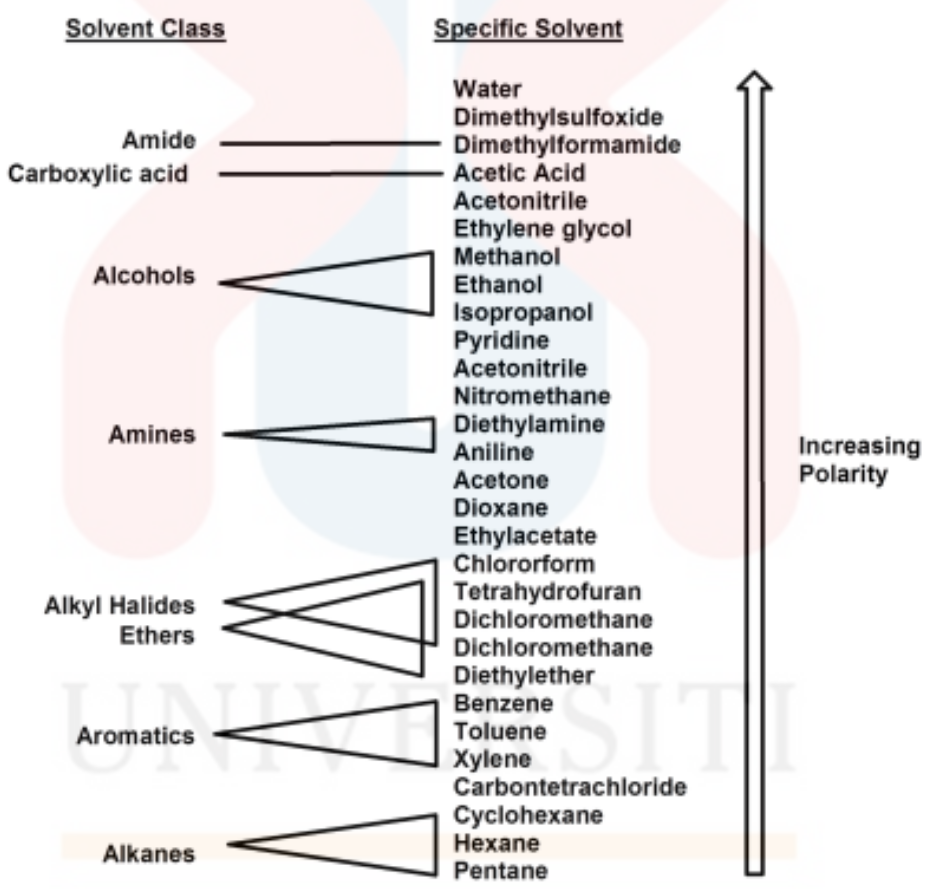 Solvent Class
Specific Solvent
Water
Dimethylsulfoxide
Amide
Dimethylformamide
Carboxylic acid
Acetic Acid
Acetonitrile
Ethylene glycol
Methanol
Alcohols
Ethanol
Isopropanol
Pyridine
Acetonitrile
Nitromethane
Diethylamine
Amines
Aniline
Increasing
Polarity
Acetone
Dioxane
Ethylacetate
Chlororform
Tetrahydrofuran
Alkyl Halides
Dichloromethane
Ethers
Dichloromethane
Diethylether
Benzene
Aromatics
Toluene
Xylene
Carbontetrachloride
Cyclohexane
Hexane
Alkanes
Pentane
UNIVERSITI